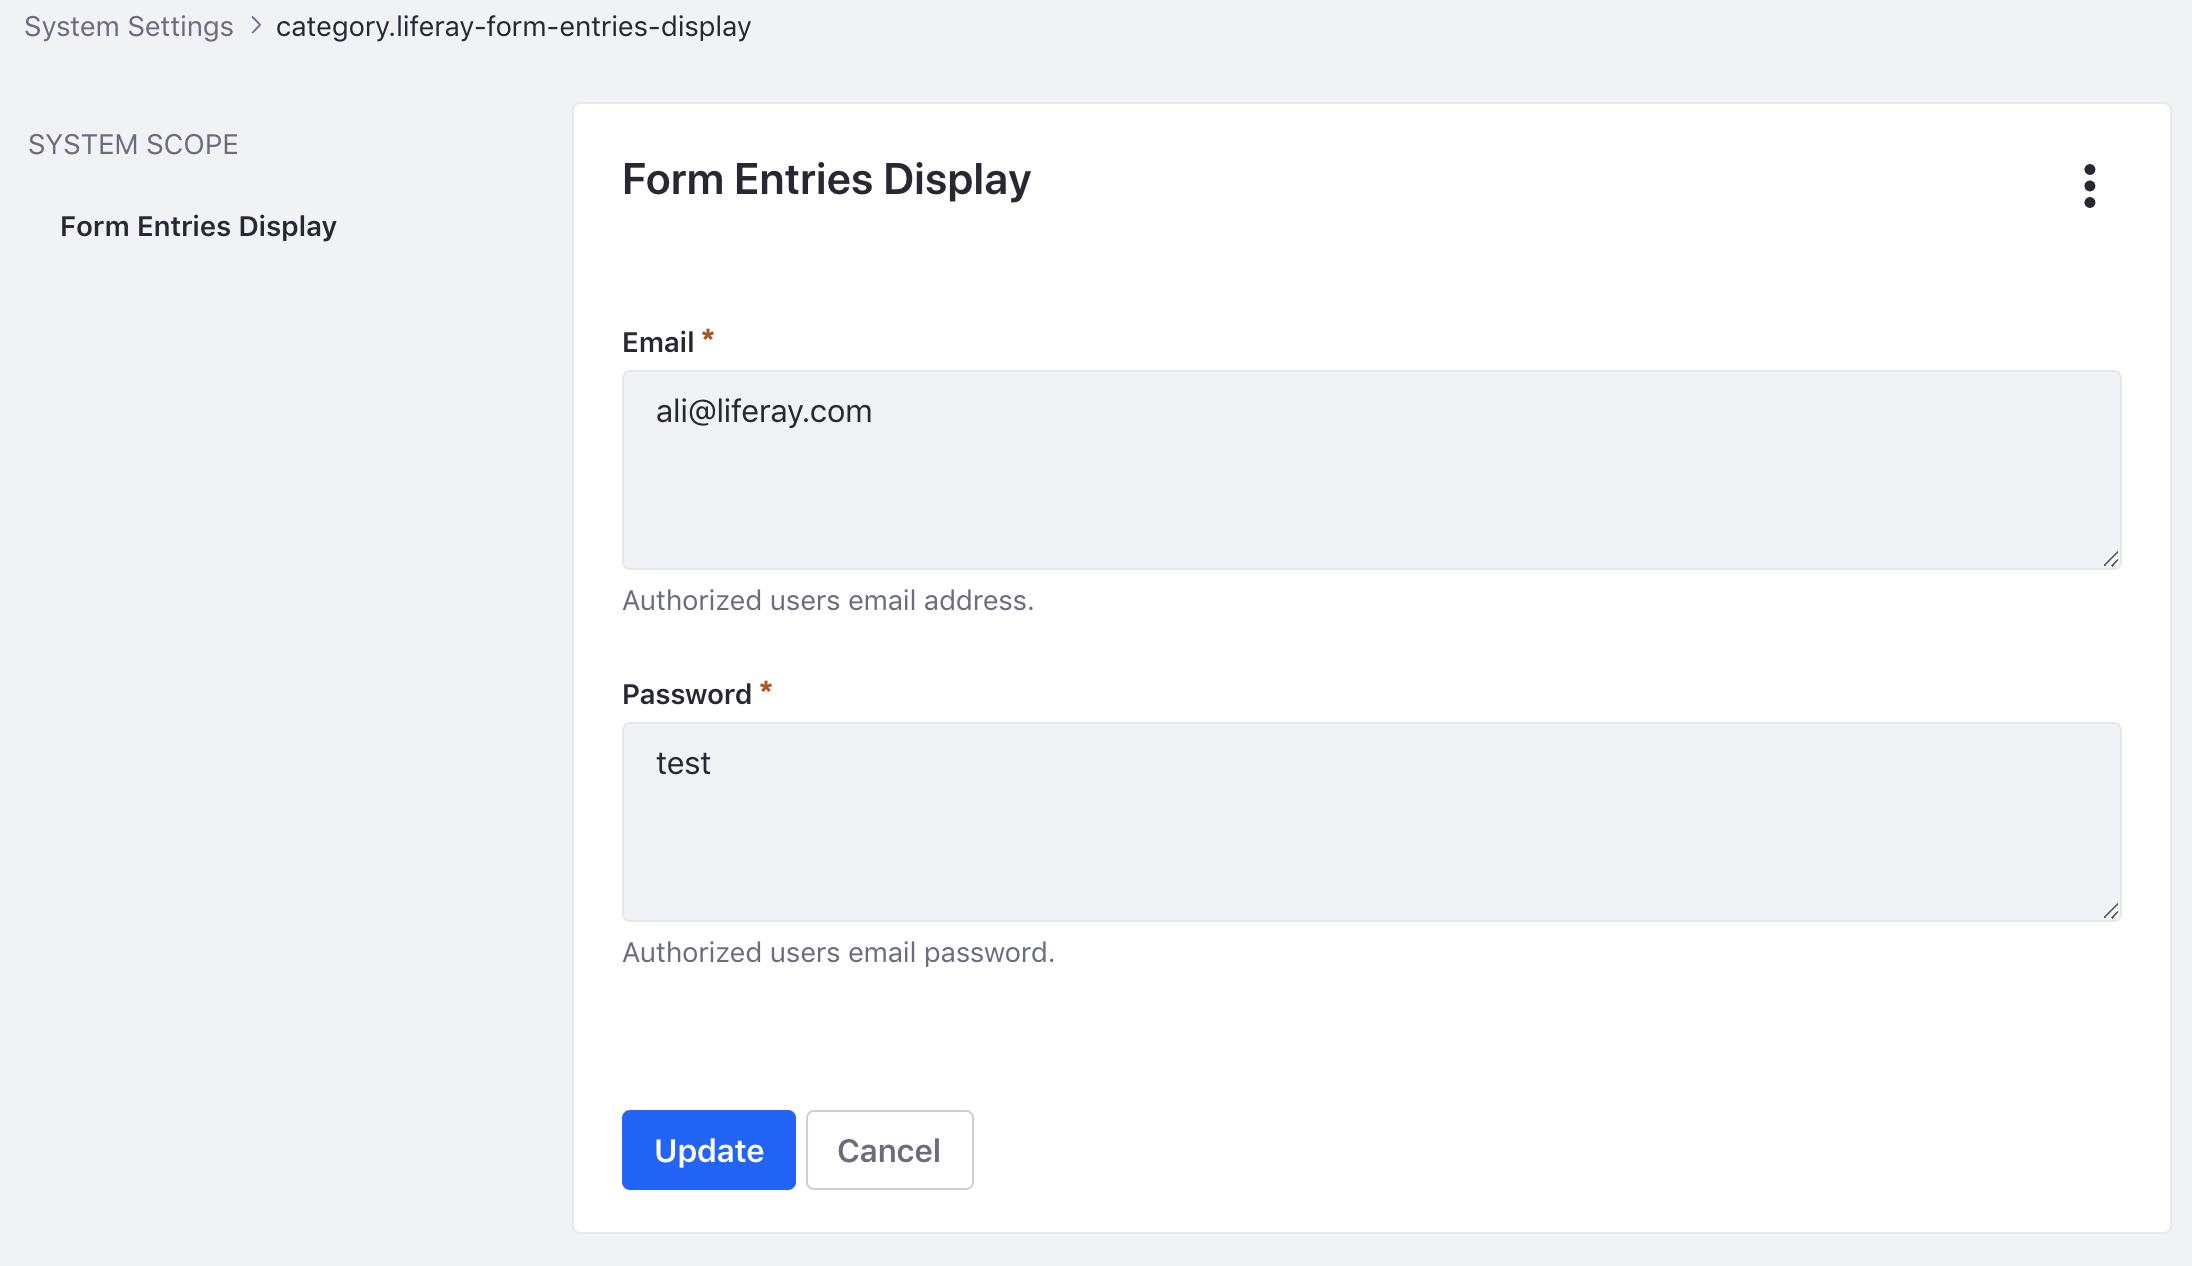 System Settings > category.liferay-form-entries-display
SYSTEM SCOPE
Form Entries Display
Form Entries Display
Email *
ali@liferay.com
Authorized users email address.
Password *
test
Authorized users email password.
Update
Cancel